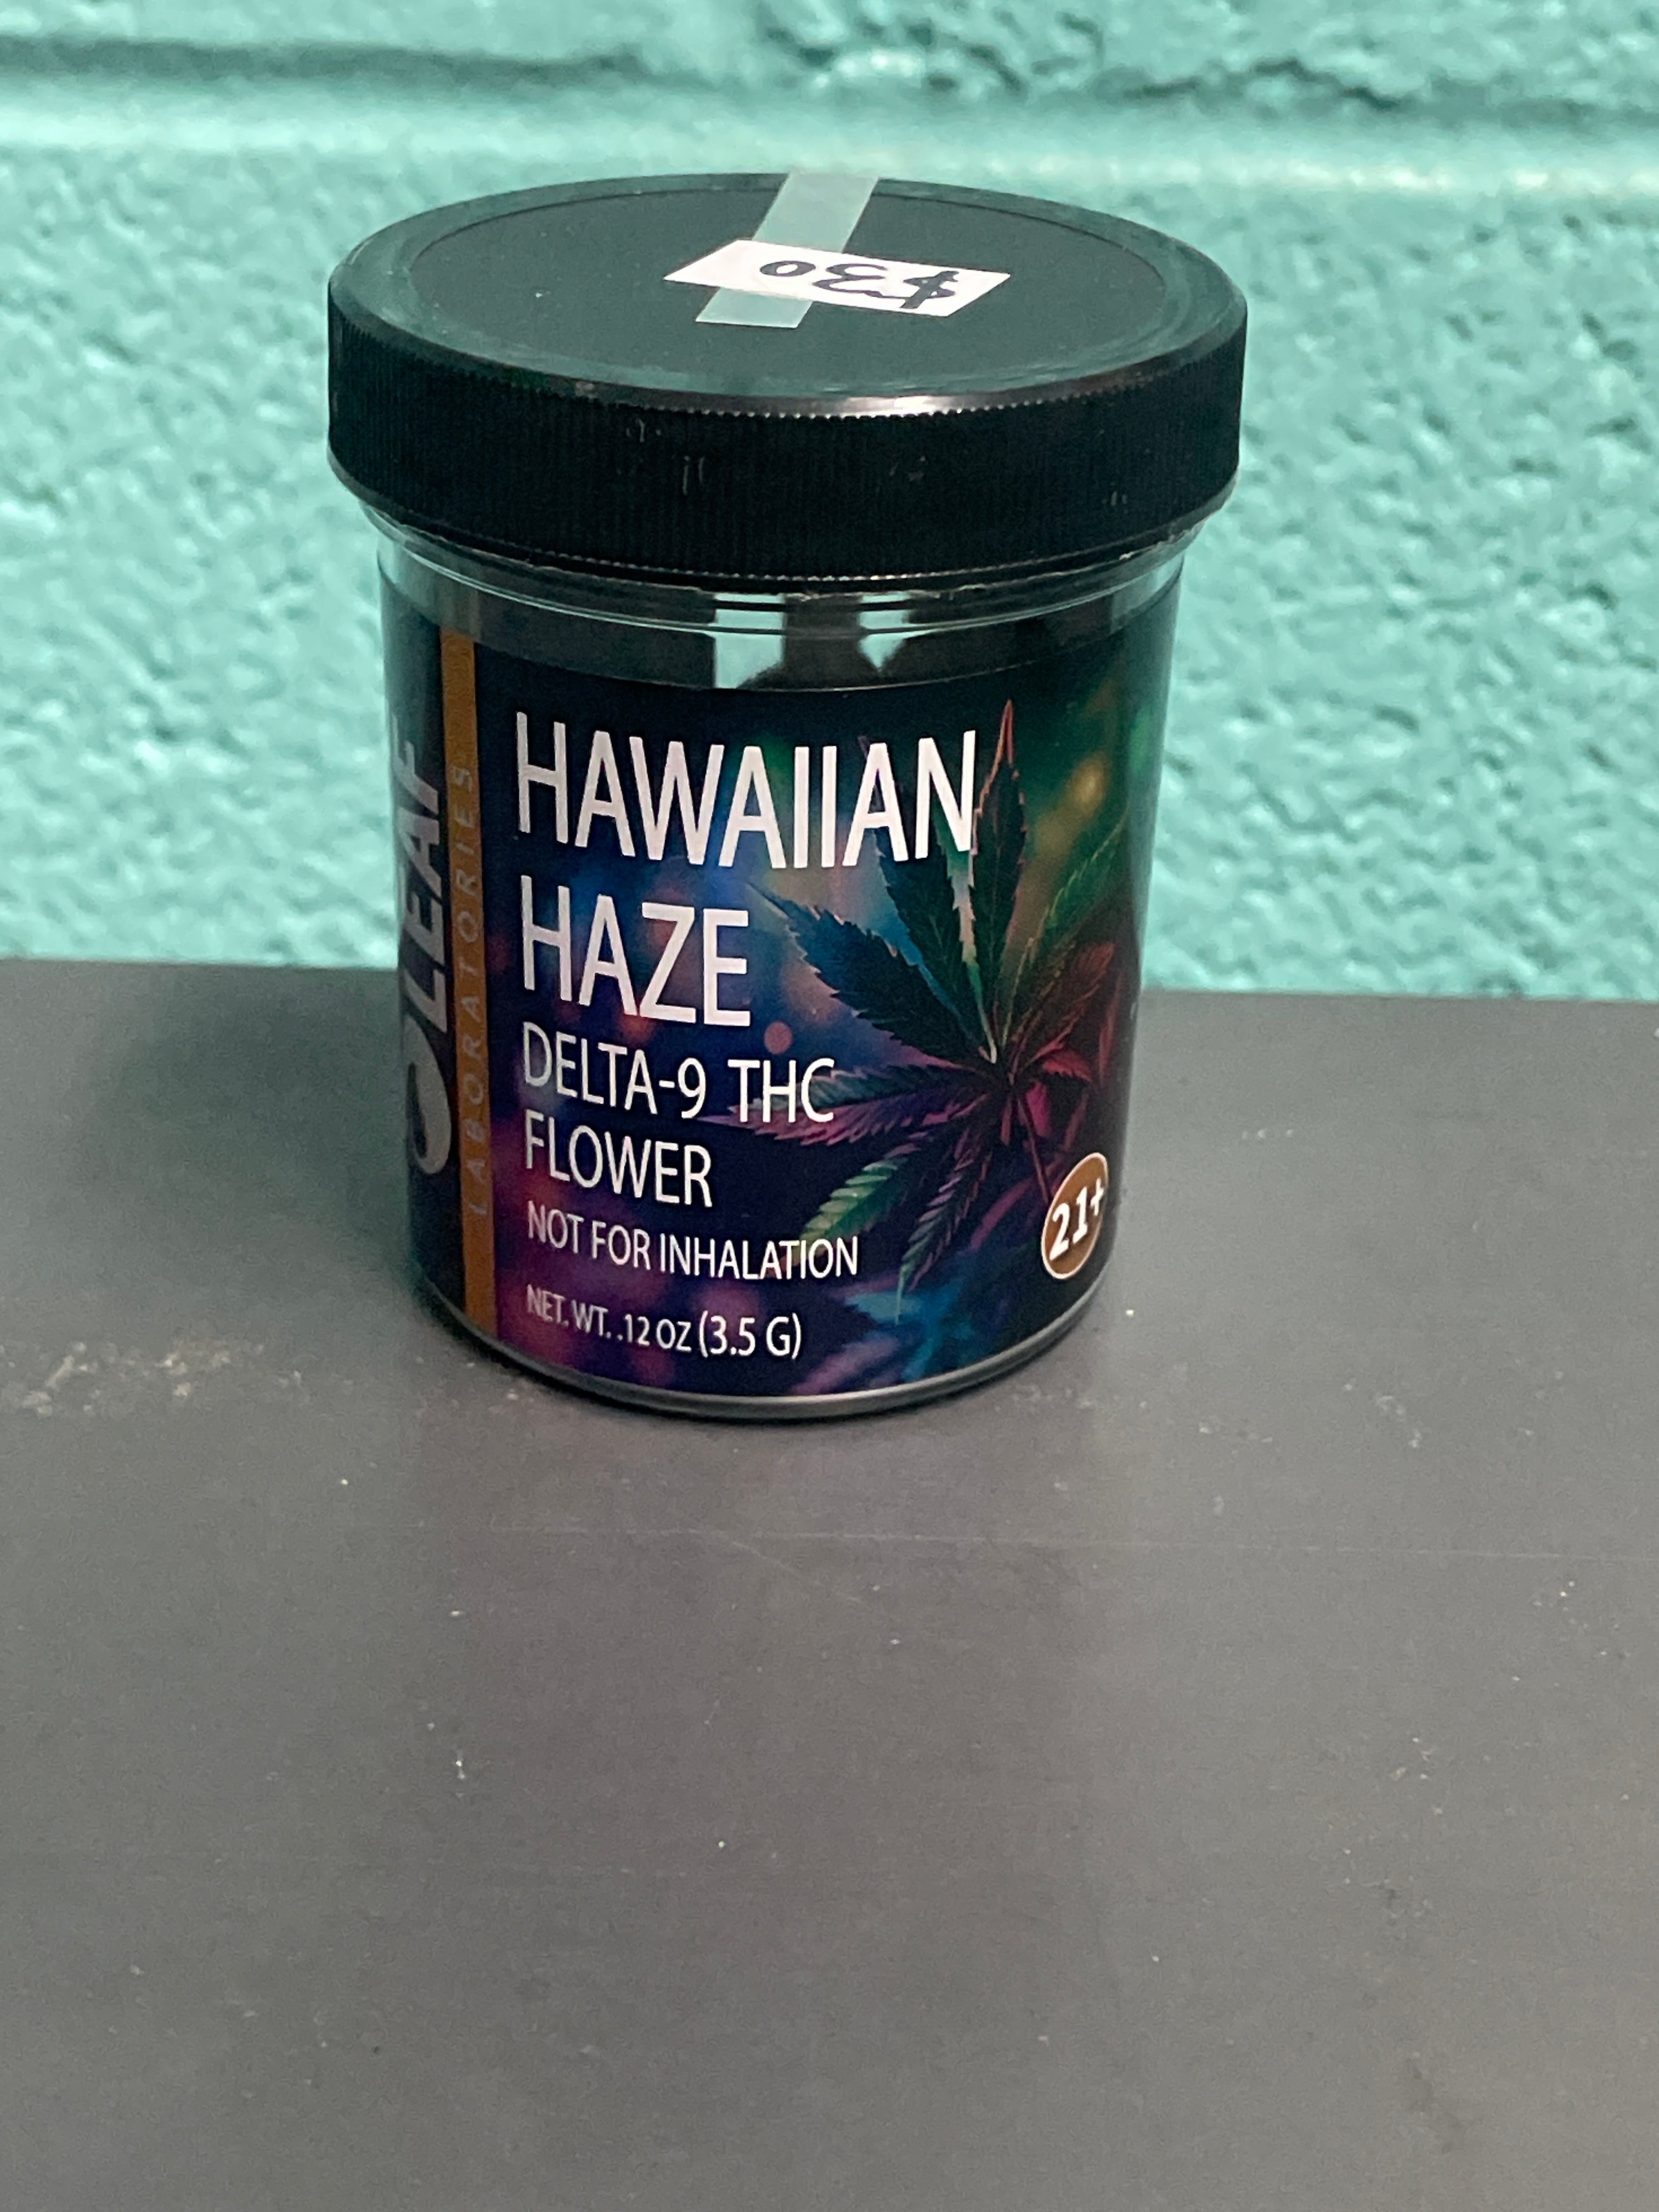 $30
LEAF
LABORATORIES
HAWAIIAN
HAZE
DELTA-9 THC
FLOWER
NOT FOR INHALATION
NET. WT. .12 OZ (3.5 G)
21+